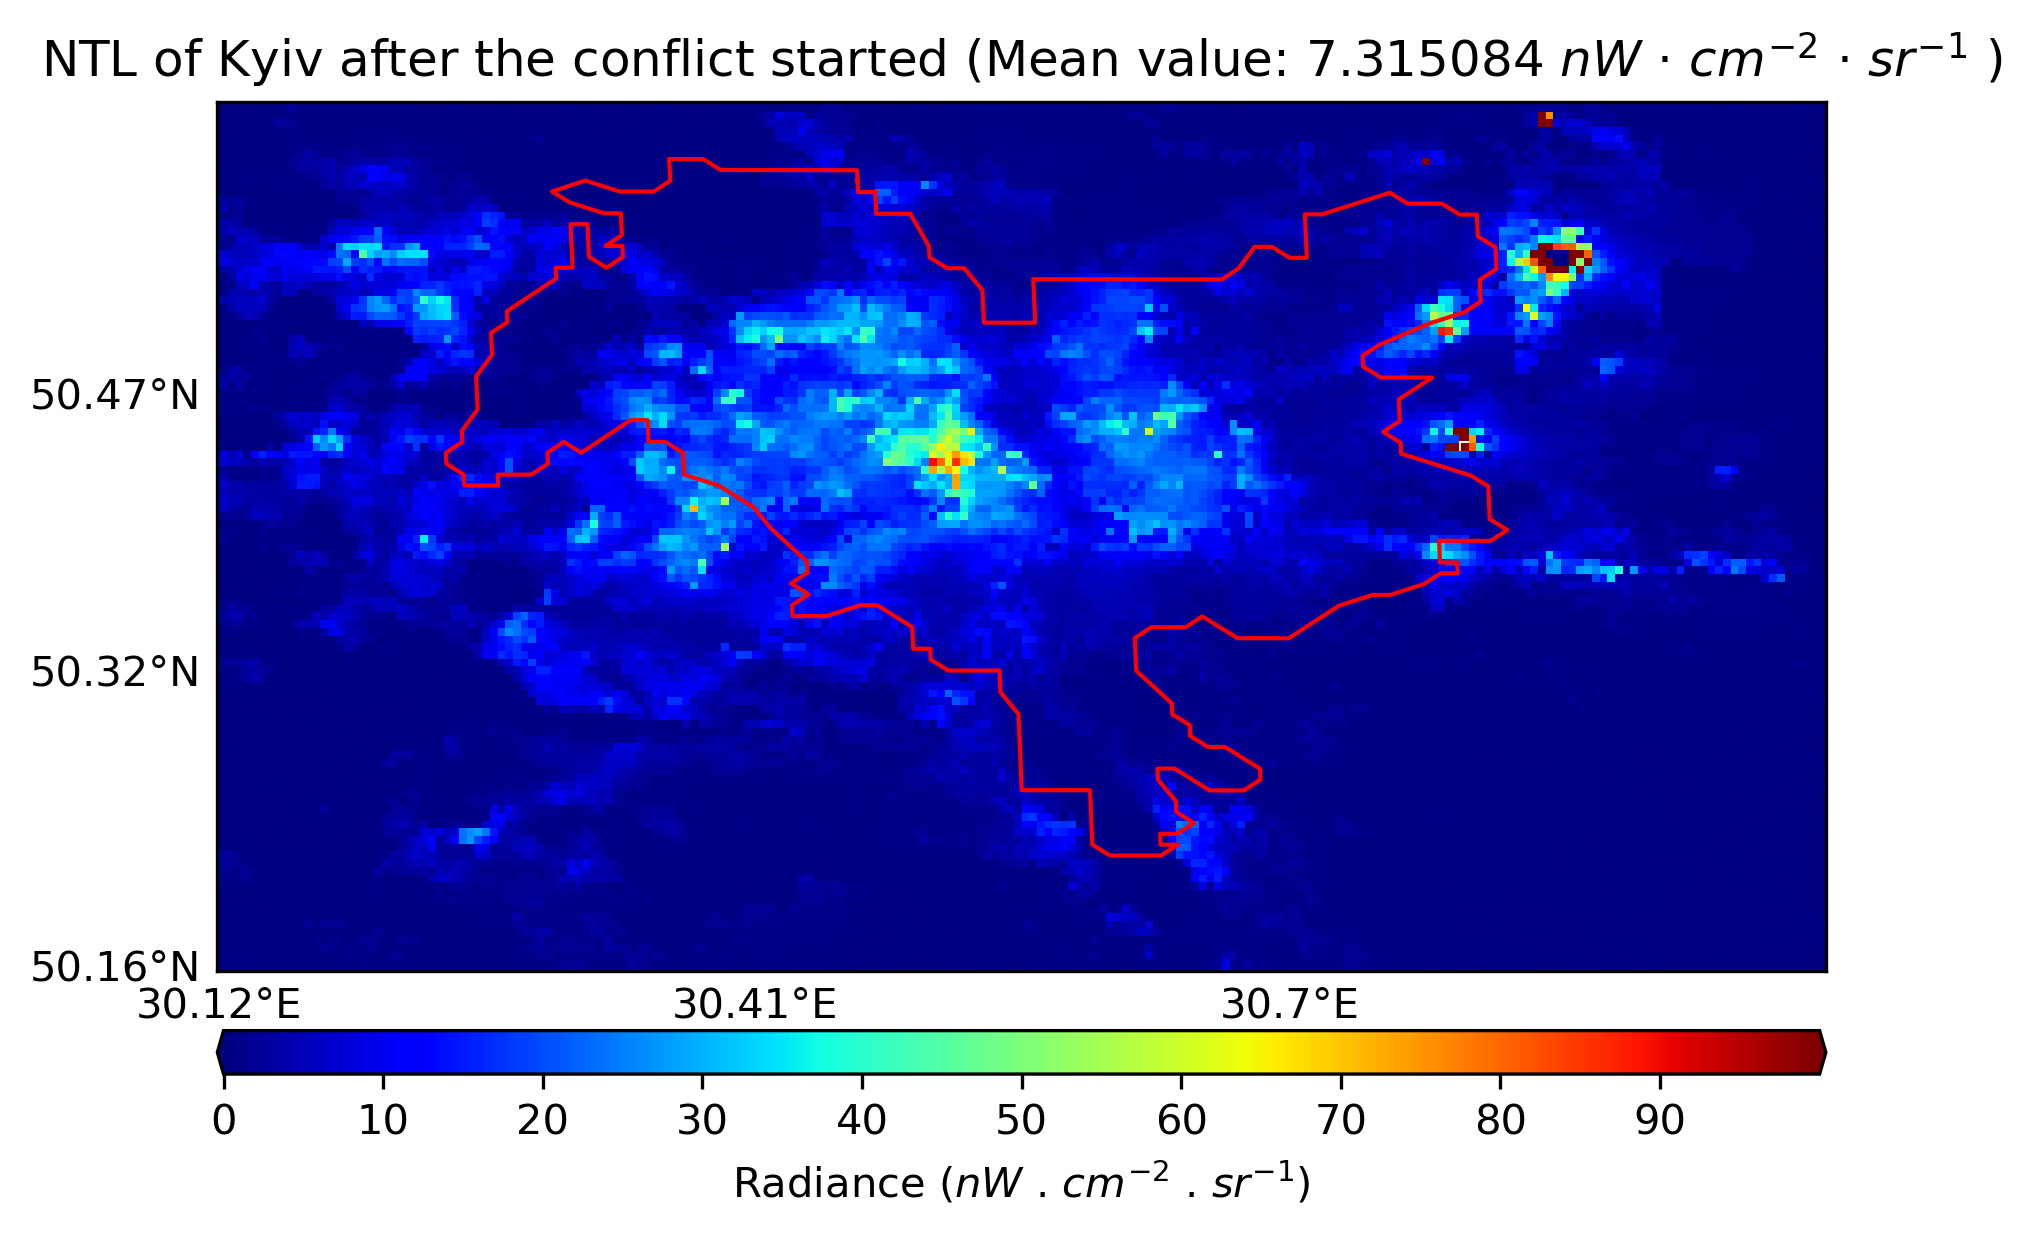 NTL of Kyiv after the conflict started (Mean value: 7.315084 nW · cm⁻² · sr⁻¹ )
50.47°N
50.32°N
50.16°N
30.12°E 30.41°E 30.7°E
0 10 20 30 40 50 60 70 80 90
Radiance (nW . cm⁻² . sr⁻¹)